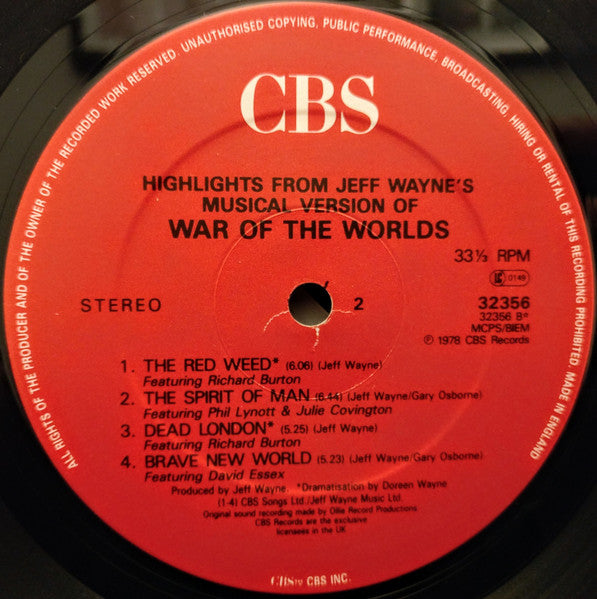 ALL RIGHTS OF THE PRODUCER AND OF THE OWNER OF THE RECORDED WORK RESERVED. UNAUTHORISED COPYING, PUBLIC PERFORMANCE, BROADCASTING, HIRING OR RENTAL OF THIS RECORDING PROHIBITED. MADE IN ENGLAND
CBS
HIGHLIGHTS FROM JEFF WAYNE'S
MUSICAL VERSION OF
WAR OF THE WORLDS
33⅓ RPM
0149
STEREO
2
32356
32356 B*
MCPS/BIEM
℗ 1978 CBS Records
1. THE RED WEED* (6.06) (Jeff Wayne)
Featuring Richard Burton
2. THE SPIRIT OF MAN (6.44) (Jeff Wayne/Gary Osborne)
Featuring Phil Lynott & Julie Covington
3. DEAD LONDON* (5.25) (Jeff Wayne)
Featuring Richard Burton
4. BRAVE NEW WORLD (5.23) (Jeff Wayne/Gary Osborne)
Featuring David Essex
Produced by Jeff Wayne, *Dramatisation by Doreen Wayne
(1-4) CBS Songs Ltd./Jeff Wayne Music Ltd.
Original sound recording made by Ollie Record Productions
CBS Records are the exclusive
licensees in the UK
CBS CBS INC.